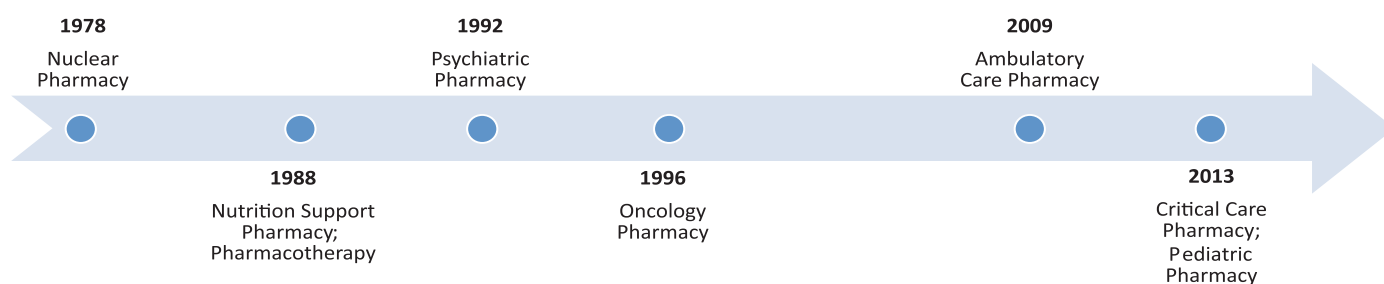 1978
Nuclear
Pharmacy
1988
Nutrition Support
Pharmacy;
Pharmacotherapy
1992
Psychiatric
Pharmacy
1996
Oncology
Pharmacy
2009
Ambulatory
Care Pharmacy
2013
Critical Care
Pharmacy;
Pediatric
Pharmacy